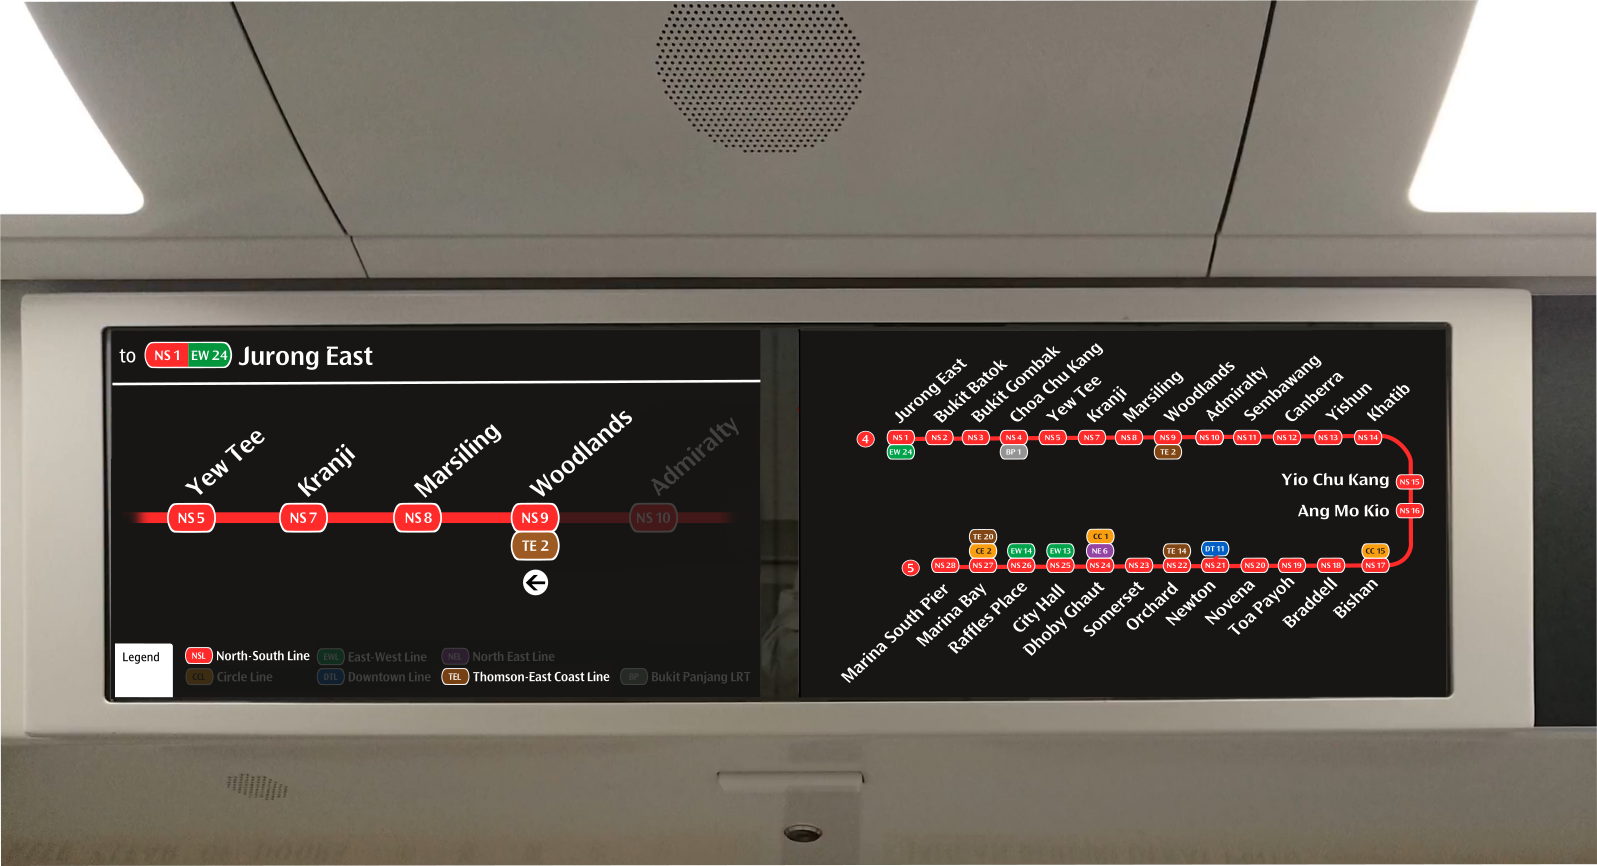 to NS 1 EW 24 Jurong East
Yew Tee
Kranji
Marsiling
Woodlands
Admiralty
NS 5
NS 7
NS 8
NS 9
NS 10
TE 2
Legend
NSL North-South Line
EWL East-West Line
NEL North East Line
CCL Circle Line
DTL Downtown Line
TEL Thomson-East Coast Line
BP Bukit Panjang LRT
Jurong East
Bukit Batok
Bukit Gombak
Choa Chu Kang
Yew Tee
Kranji
Marsiling
Woodlands
Admiralty
Sembawang
Canberra
Yishun
Khatib
4
NS 1
NS 2
NS 3
NS 4
NS 5
NS 7
NS 8
NS 9
NS 10
NS 11
NS 12
NS 13
NS 14
EW 24
BP 1
TE 2
Yio Chu Kang NS 15
Ang Mo Kio NS 16
TE 20
CC 1
CE 2
EW 14
EW 13
NE 6
TE 14
DT 11
CC 15
5
NS 28
NS 27
NS 26
NS 25
NS 24
NS 23
NS 22
NS 21
NS 20
NS 19
NS 18
NS 17
Marina South Pier
Marina Bay
Raffles Place
City Hall
Dhoby Ghaut
Somerset
Orchard
Newton
Novena
Toa Payoh
Braddell
Bishan